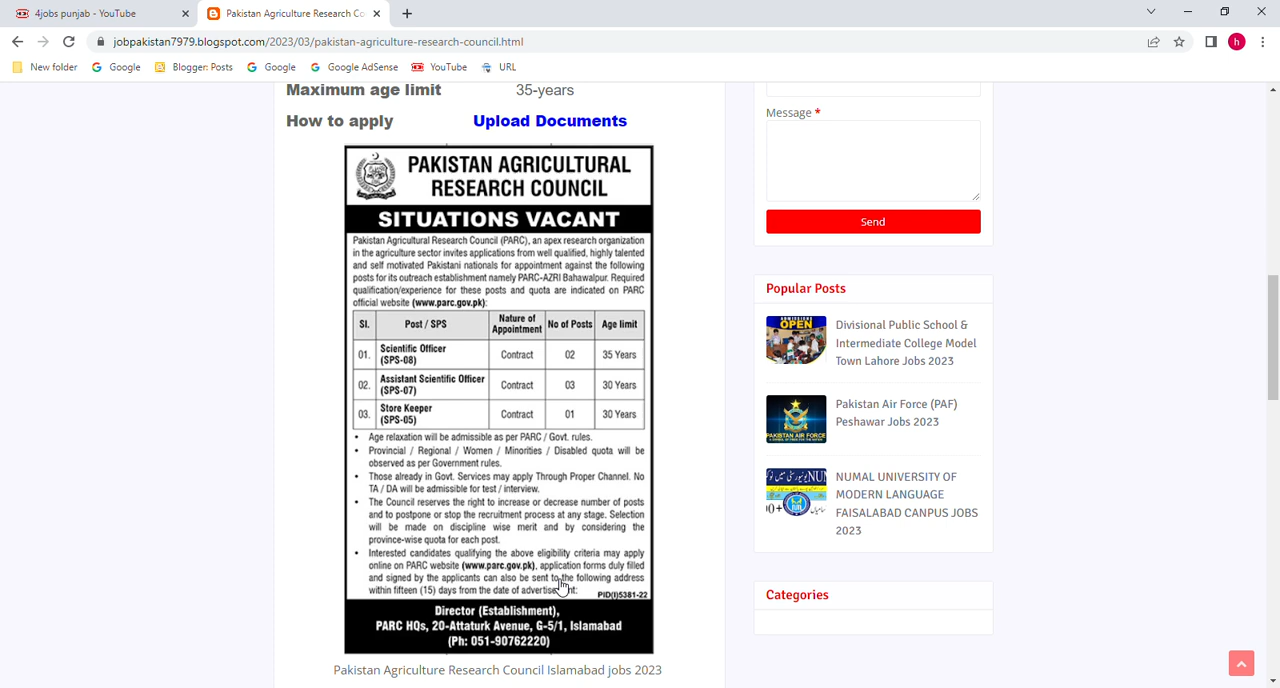 4jobs punjab - YouTube
Pakistan Agriculture Research Co
jobpakistan7979.blogspot.com/2023/03/pakistan-agriculture-research-council.html
h
New folder
Google
Blogger: Posts
Google
Google AdSense
YouTube
URL
Maximum age limit 35-years
How to apply Upload Documents
PAKISTAN AGRICULTURAL
RESEARCH COUNCIL
SITUATIONS VACANT
Pakistan Agricultural Research Council (PARC), an apex research organization
in the agriculture sector invites applications from well qualified, highly talented
and self motivated Pakistani nationals for appointment against the following
posts for its outreach establishment namely PARC-AZRI Bahawalpur. Required
qualification/experience for these posts and quota are indicated on PARC
official website (www.parc.gov.pk):
Sl. Post / SPS Nature of Appointment No of Posts Age limit
01. Scientific Officer (SPS-08) Contract 02 35 Years
02. Assistant Scientific Officer (SPS-07) Contract 03 30 Years
03. Store Keeper (SPS-05) Contract 01 30 Years
• Age relaxation will be admissible as per PARC / Govt. rules.
• Provincial / Regional / Women / Minorities / Disabled quota will be
observed as per Government rules.
• Those already in Govt. Services may apply Through Proper Channel. No
TA / DA will be admissible for test / interview.
• The Council reserves the right to increase or decrease number of posts
and to postpone or stop the recruitment process at any stage. Selection
will be made on discipline wise merit and by considering the
province-wise quota for each post.
• Interested candidates qualifying the above eligibility criteria may apply
online on PARC website (www.parc.gov.pk), application forms duly filled
and signed by the applicants can also be sent to the following address
within fifteen (15) days from the date of advertisement:
PID(I)5381-22
Director (Establishment),
PARC HQs, 20-Attaturk Avenue, G-5/1, Islamabad
(Ph: 051-90762220)
Pakistan Agriculture Research Council Islamabad jobs 2023
Message *
Send
Popular Posts
OPEN
Divisional Public School &
Intermediate College Model
Town Lahore Jobs 2023
PAKISTAN AIR FORCE
Pakistan Air Force (PAF)
Peshawar Jobs 2023
NUMAL UNIVERSITY OF
MODERN LANGUAGE
FAISALABAD CANPUS JOBS
2023
Categories